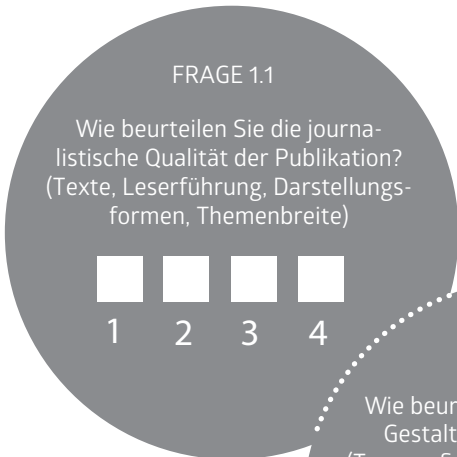 FRAGE 1.1
Wie beurteilen Sie die journa-
listische Qualität der Publikation?
(Texte, Leserführung, Darstellungs-
formen, Themenbreite)
1 2 3 4
Wie beur
Gestalt